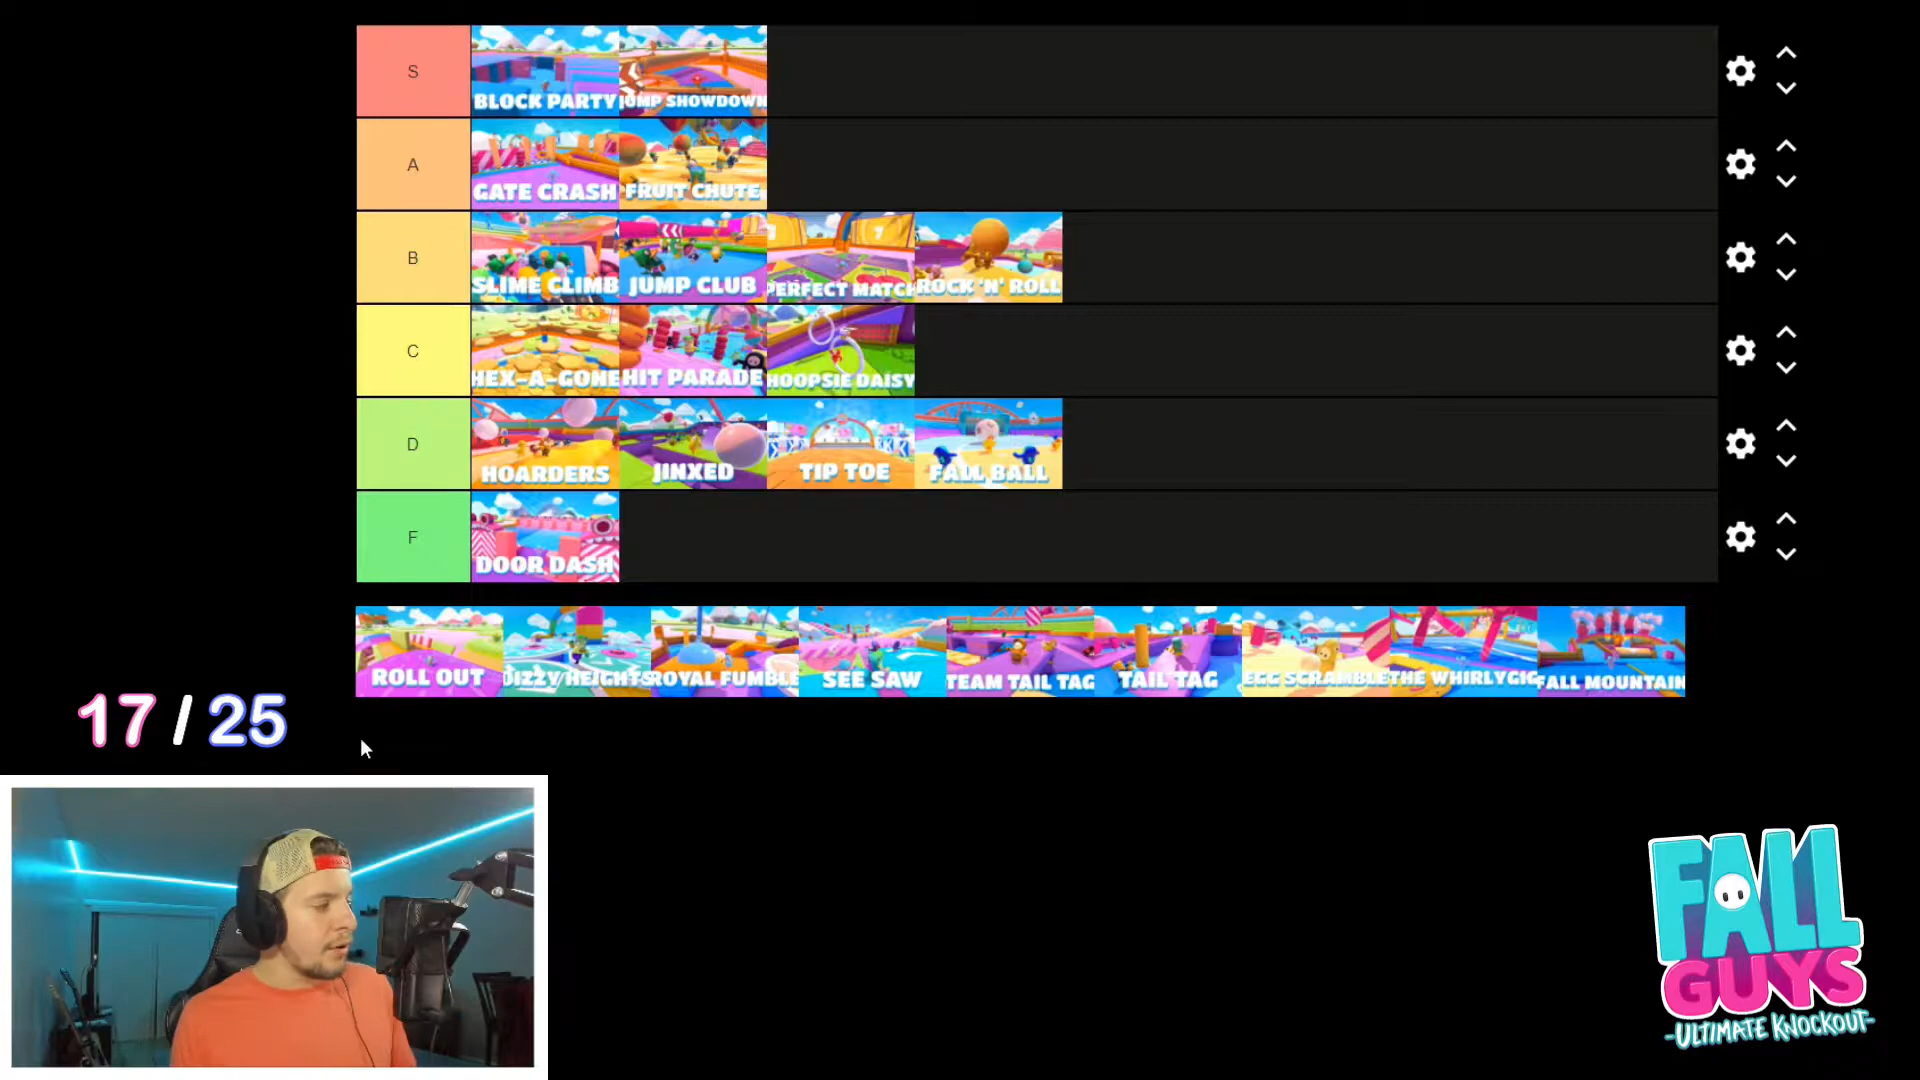 S
BLOCK PARTY JUMP SHOWDOWN
A
GATE CRASH FRUIT CHUTE
B
SLIME CLIMB JUMP CLUB PERFECT MATCH ROCK 'N' ROLL
7
C
HEX-A-GONE HIT PARADE HOOPSIE DAISY
D
HOARDERS JINXED TIP TOE FALL BALL
F
DOOR DASH
ROLL OUT DIZZY HEIGHTS ROYAL FUMBLE SEE SAW TEAM TAIL TAG TAIL TAG EGG SCRAMBLE THE WHIRLYGIG FALL MOUNTAIN
17 / 25
FALL
GUYS
-ULTIMATE KNOCKOUT-